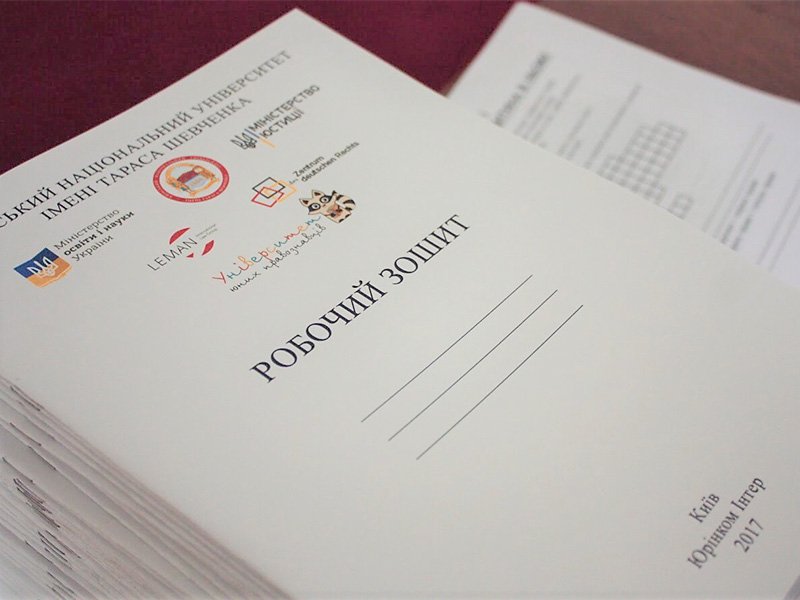 СЬКИЙ НАЦІОНАЛЬНИЙ УНІВЕРСИТЕТ
ІМЕНІ ТАРАСА ШЕВЧЕНКА
Міністерство
освіти і науки
України
МІНІСТЕРСТВО
ЮСТИЦІЇ
LEMAN
Zentrum
deutschen Rechts
Університет
юних правознавців
РОБОЧИЙ ЗОШИТ
Київ
Юрінком Інтер
2017